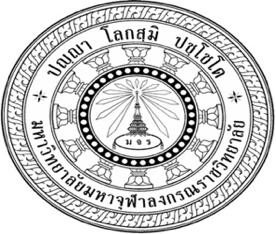 ปญฺญา โลกสฺมิ ปชฺโชโต
ม จ ร
มหาวิทยาลัยมหาจุฬาลงกรณราชวิทยาลัย